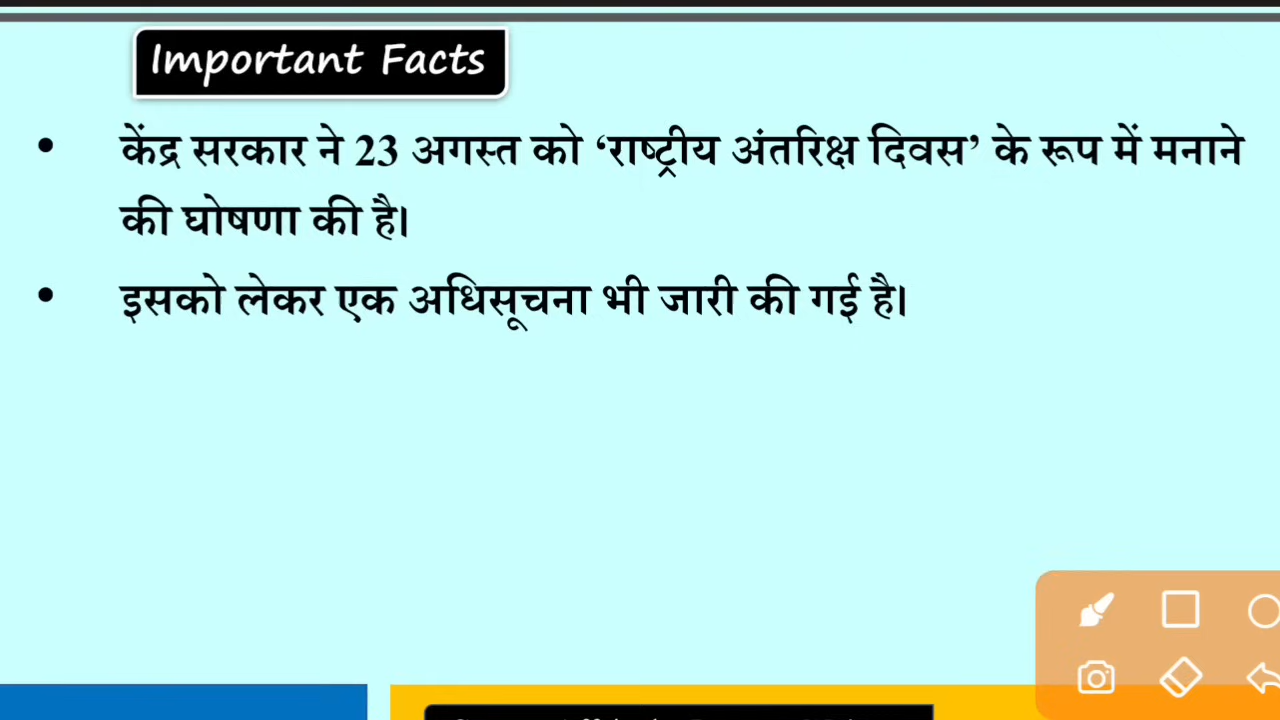 Important Facts
• केंद्र सरकार ने 23 अगस्त को ‘राष्ट्रीय अंतरिक्ष दिवस’ के रूप में मनाने
की घोषणा की है।
• इसको लेकर एक अधिसूचना भी जारी की गई है।